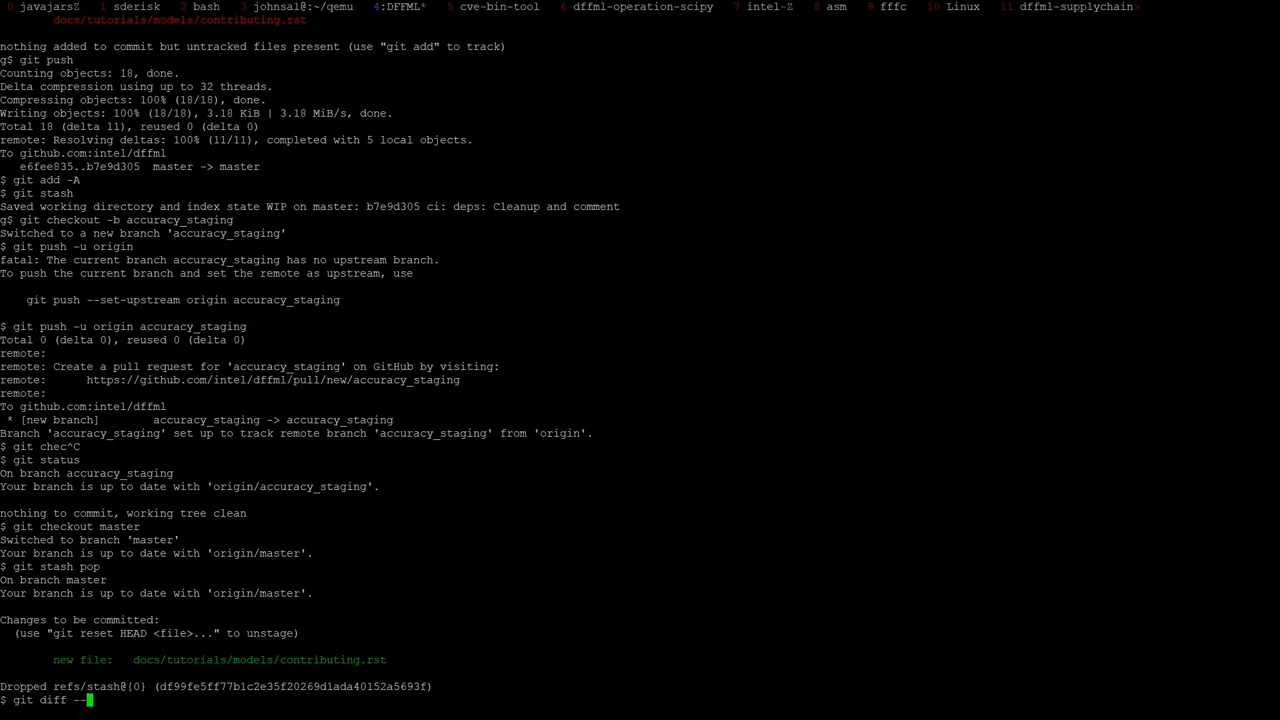 0 javajarsZ 1 sderisk 2 bash 3 johnsal@:~/qemu 4:DFFML* 5 cve-bin-tool 6 dffml-operation-scipy 7 intel-Z 8 asm 9 fffc 10 Linux 11 dffml-supplychain>
docs/tutorials/models/contributing.rst
nothing added to commit but untracked files present (use "git add" to track)
g$ git push
Counting objects: 18, done.
Delta compression using up to 32 threads.
Compressing objects: 100% (18/18), done.
Writing objects: 100% (18/18), 3.18 KiB | 3.18 MiB/s, done.
Total 18 (delta 11), reused 0 (delta 0)
remote: Resolving deltas: 100% (11/11), completed with 5 local objects.
To github.com:intel/dffml
e6fee835..b7e9d305  master -> master
$ git add -A
$ git stash
Saved working directory and index state WIP on master: b7e9d305 ci: deps: Cleanup and comment
g$ git checkout -b accuracy_staging
Switched to a new branch 'accuracy_staging'
$ git push -u origin
fatal: The current branch accuracy_staging has no upstream branch.
To push the current branch and set the remote as upstream, use
git push --set-upstream origin accuracy_staging
$ git push -u origin accuracy_staging
Total 0 (delta 0), reused 0 (delta 0)
remote:
remote: Create a pull request for 'accuracy_staging' on GitHub by visiting:
remote:      https://github.com/intel/dffml/pull/new/accuracy_staging
remote:
To github.com:intel/dffml
* [new branch]        accuracy_staging -> accuracy_staging
Branch 'accuracy_staging' set up to track remote branch 'accuracy_staging' from 'origin'.
$ git chec^C
$ git status
On branch accuracy_staging
Your branch is up to date with 'origin/accuracy_staging'.
nothing to commit, working tree clean
$ git checkout master
Switched to branch 'master'
Your branch is up to date with 'origin/master'.
$ git stash pop
On branch master
Your branch is up to date with 'origin/master'.
Changes to be committed:
(use "git reset HEAD <file>..." to unstage)
new file:   docs/tutorials/models/contributing.rst
Dropped refs/stash@{0} (df99fe5ff77b1c2e35f20269d1ada40152a5693f)
$ git diff --